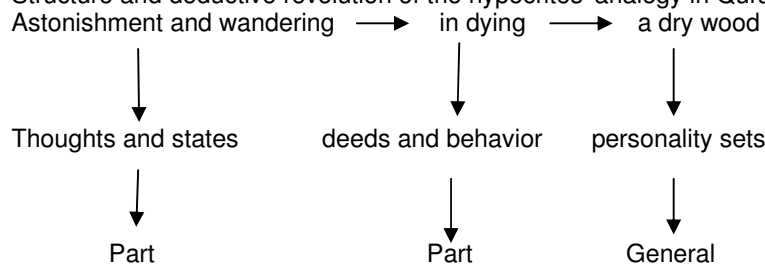 Structure and deductive revolution of the hypocrites' analogy in
Astonishment and wandering in dying a dry wood
Thoughts and states deeds and behavior personality sets
Part Part General